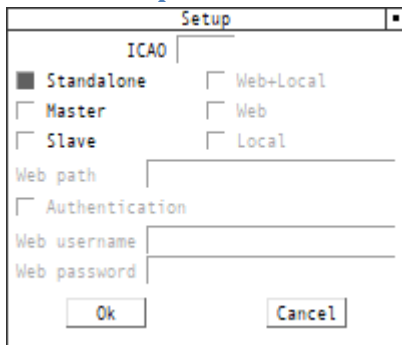 Setup
ICAO
Standalone Web+Local
Master Web
Slave Local
Web path
Authentication
Web username
Web password
Ok Cancel